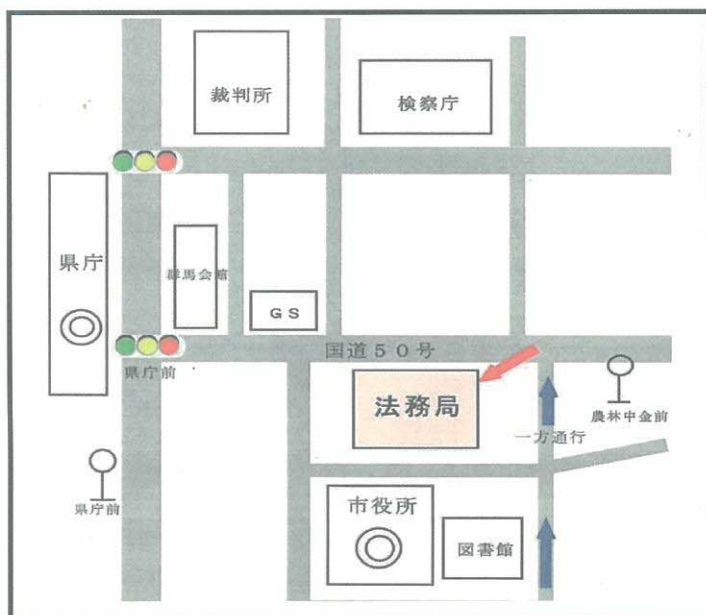 裁判所
検察庁
県庁
群馬会館
GS
国道50号
県庁前
法務局
農林中金前
一方通行
県庁前
市役所
図書館